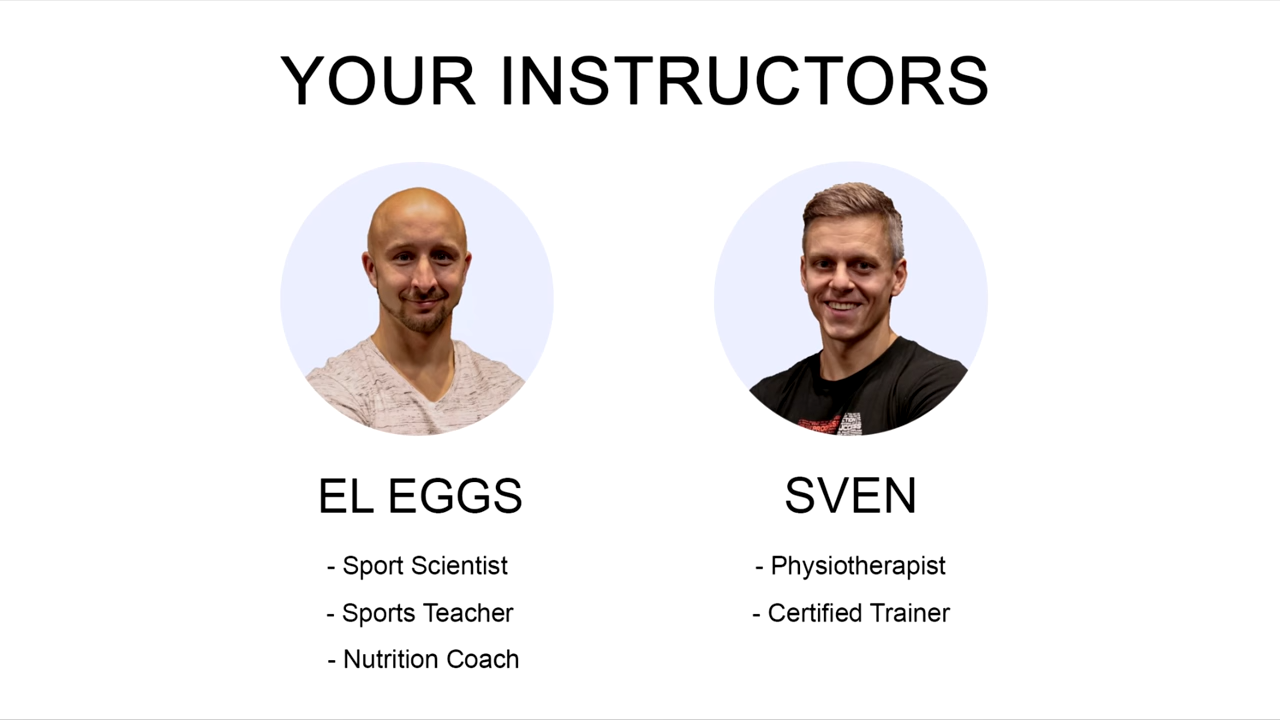 YOUR INSTRUCTORS
EL EGGS
- Sport Scientist
- Sports Teacher
- Nutrition Coach
SVEN
- Physiotherapist
- Certified Trainer